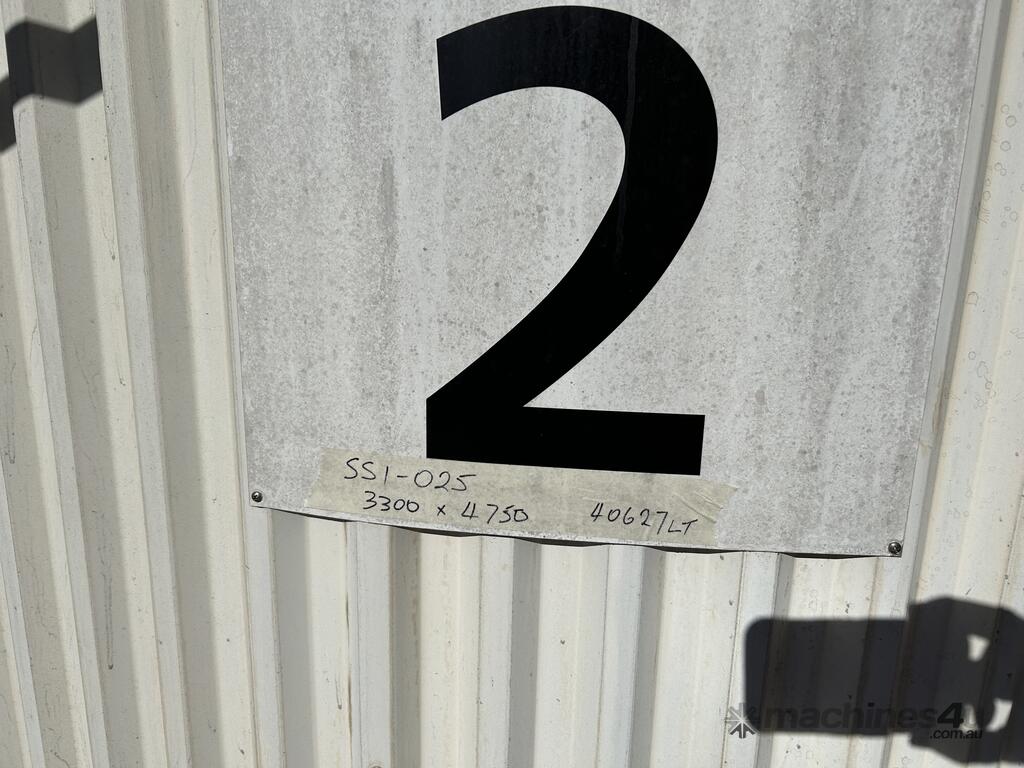 2
SS1-025
3300 x 4750 40627LT
machines4u
.com.au